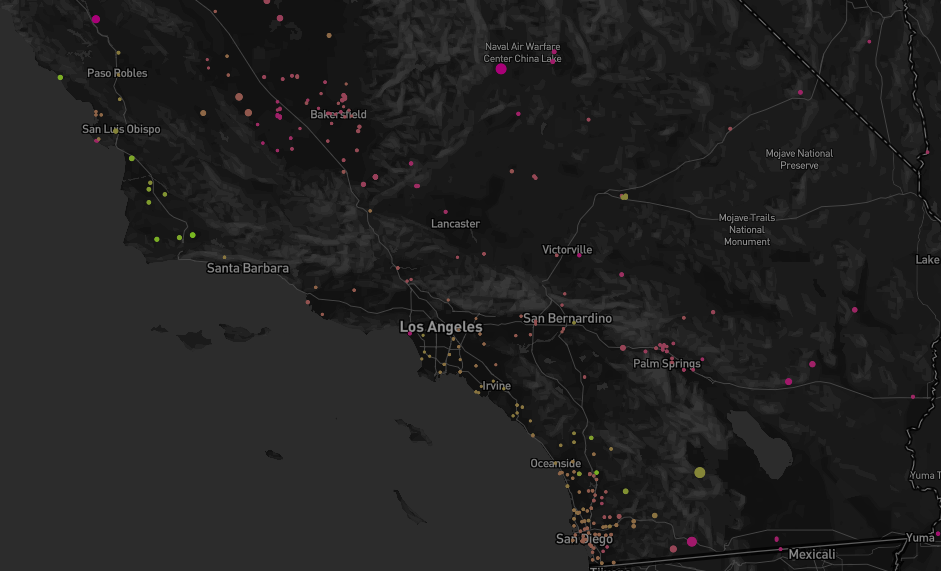 Naval Air Warfare
Center China Lake
Paso Robles
Bakersfield
San Luis Obispo
Mojave National
Preserve
Lancaster
Mojave Trails
National
Monument
Victorville
Lake
Santa Barbara
San Bernardino
Los Angeles
Palm Springs
Irvine
Oceanside
Yuma T
San Diego
Yuma
Mexicali